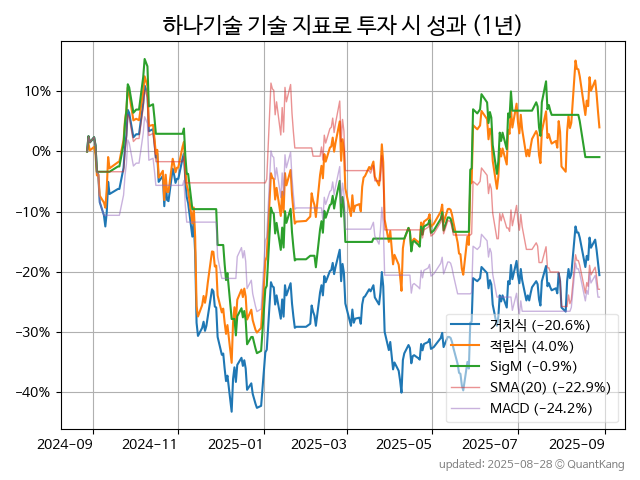 하나기술 기술 지표로 투자 시 성과 (1년)
10%
0%
−10%
−20%
−30%
−40%
거치식 (−20.6%)
적립식 (4.0%)
SigM (−0.9%)
SMA(20) (−22.9%)
MACD (−24.2%)
2024-09 2024-11 2025-01 2025-03 2025-05 2025-07 2025-09
updated: 2025-08-28 © QuantKang